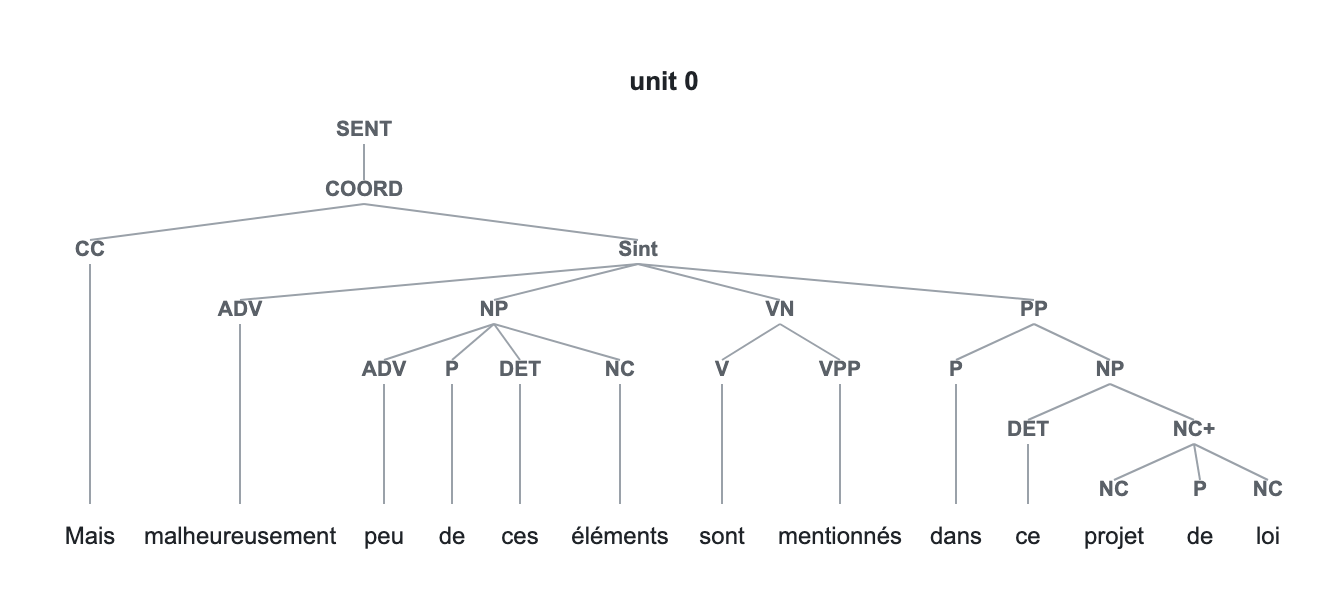 unit 0
SENT
COORD
CC Sint
ADV NP VN PP
ADV P DET NC V VPP P NP
DET NC+
NC P NC
Mais malheureusement peu de ces éléments sont mentionnés dans ce projet de loi